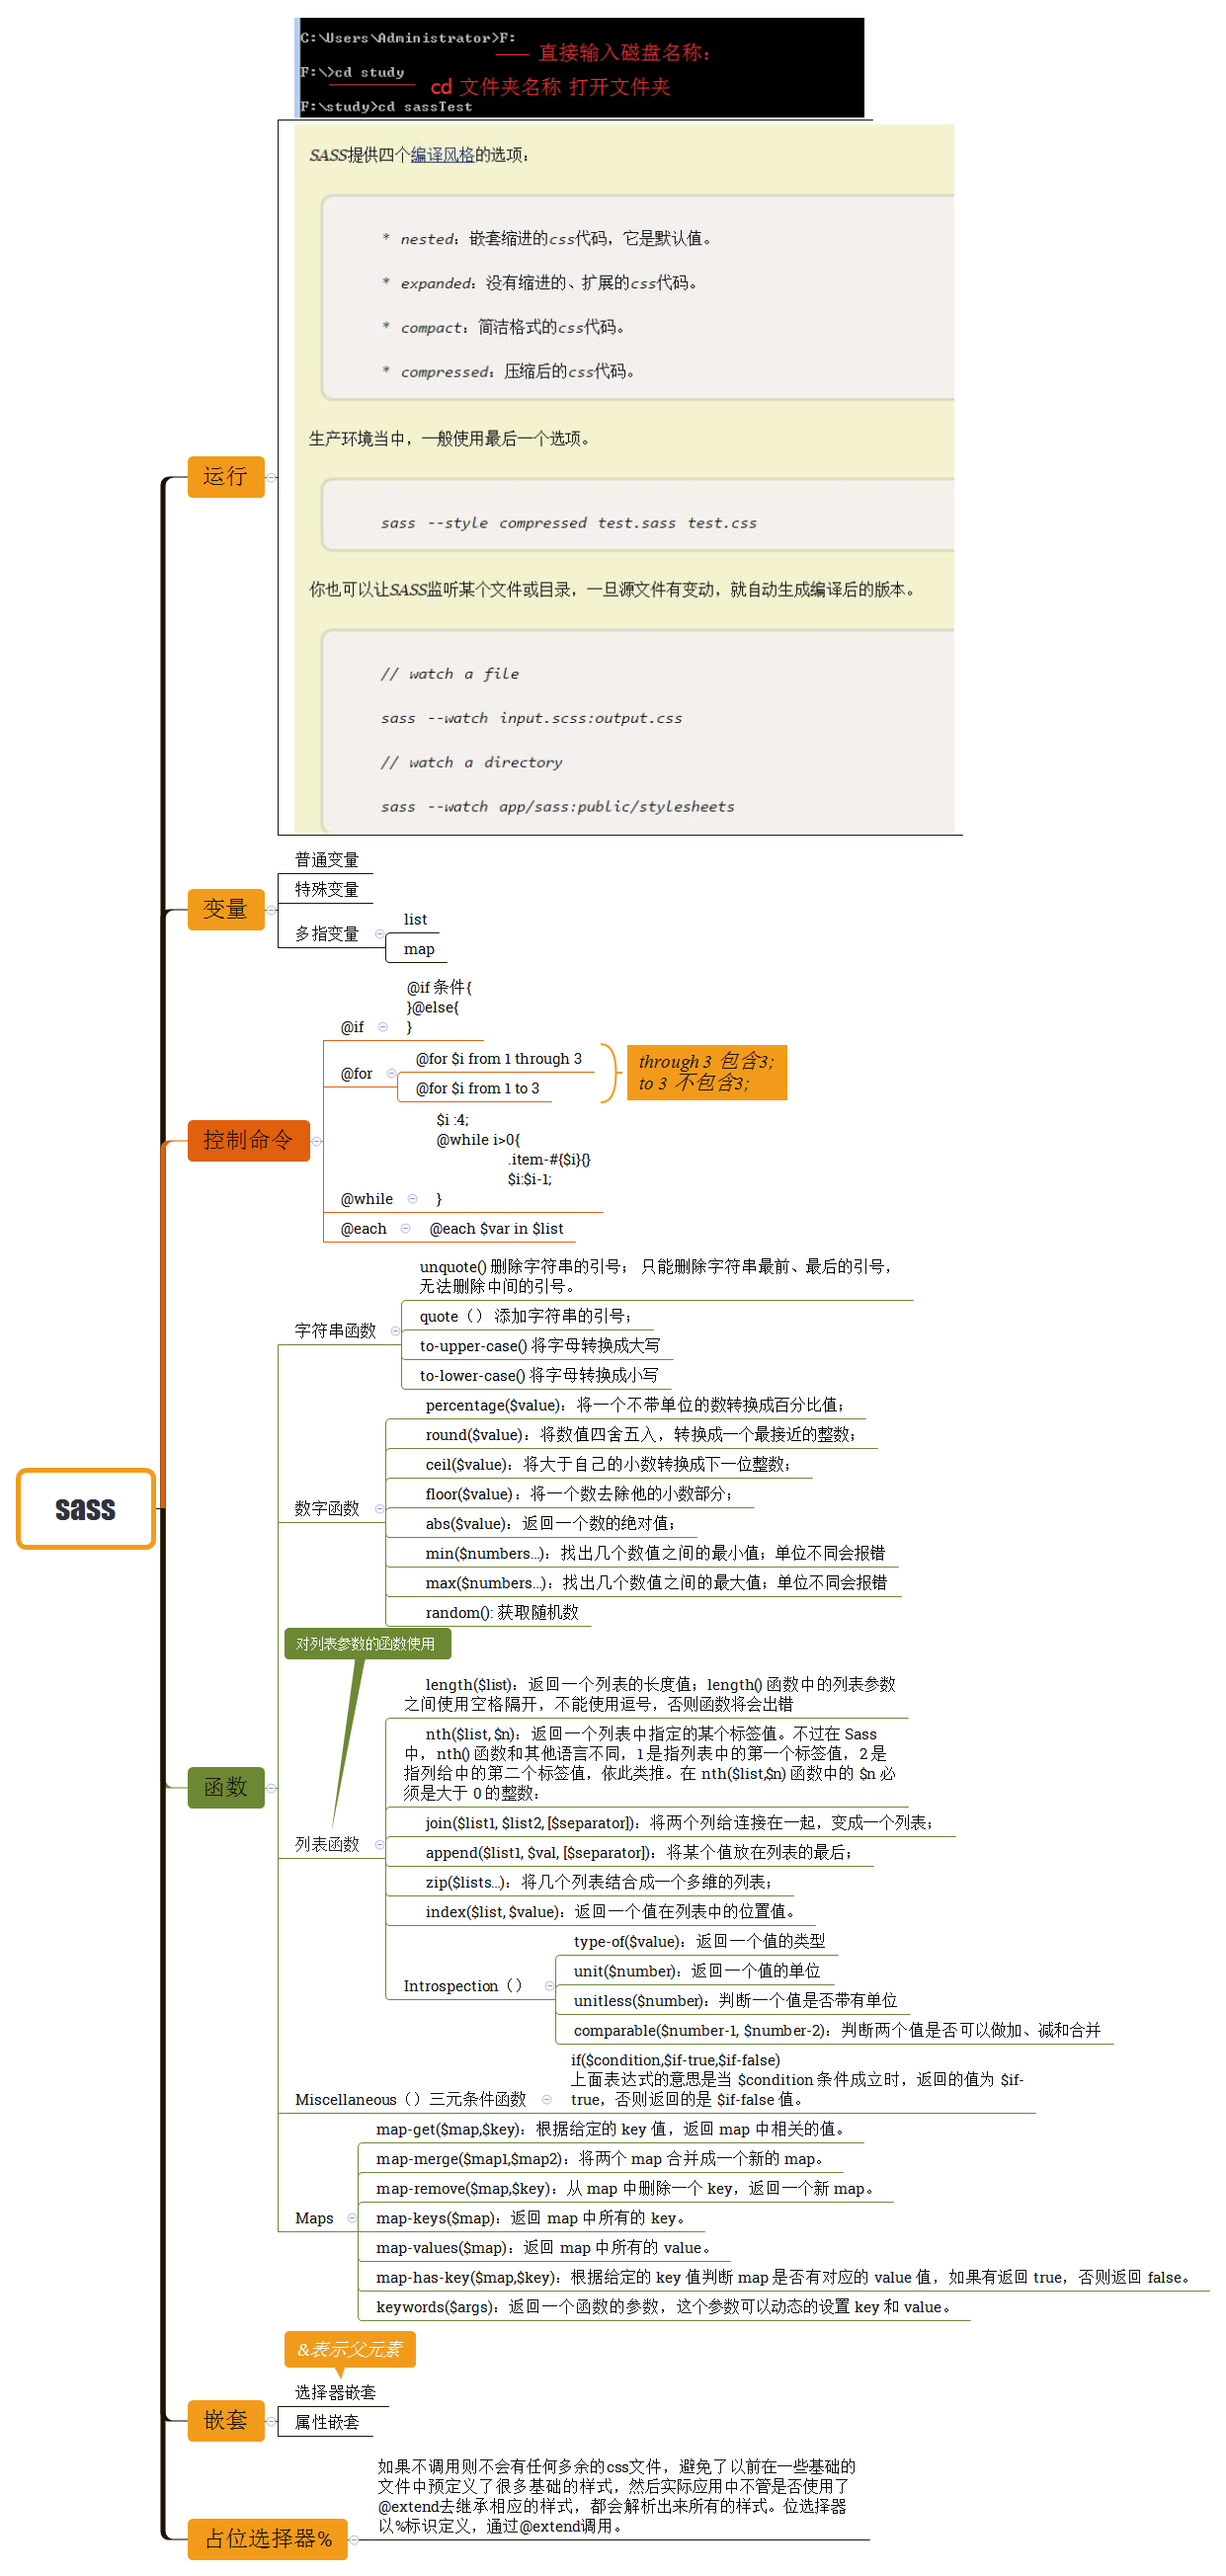 C:\Users\Administrator>F:
直接输入磁盘名称：
F:\>cd study
cd 文件夹名称 打开文件夹
F:\study>cd sassTest
SASS提供四个编译风格的选项：
* nested：嵌套缩进的css代码，它是默认值。
* expanded：没有缩进的、扩展的css代码。
* compact：简洁格式的css代码。
* compressed：压缩后的css代码。
生产环境当中，一般使用最后一个选项。
sass --style compressed test.sass test.css
你也可以让SASS监听某个文件或目录，一旦源文件有变动，就自动生成编译后的版本。
// watch a file
sass --watch input.scss:output.css
// watch a directory
sass --watch app/sass:public/stylesheets
运行
普通变量
特殊变量
变量
多指变量
list
map
@if 条件{
}@else{
}
@if
@for
@for $i from 1 through 3
@for $i from 1 to 3
through 3 包含3;
to 3 不包含3;
控制命令
$i :4;
@while i>0{
.item-#{$i}{}
$i:$i-1;
}
@while
@each
@each $var in $list
unquote() 删除字符串的引号； 只能删除字符串最前、最后的引号，
无法删除中间的引号。
字符串函数
quote（） 添加字符串的引号；
to-upper-case() 将字母转换成大写
to-lower-case() 将字母转换成小写
percentage($value)：将一个不带单位的数转换成百分比值；
round($value)：将数值四舍五入，转换成一个最接近的整数；
ceil($value)：将大于自己的小数转换成下一位整数；
数字函数
floor($value)：将一个数去除他的小数部分；
abs($value)：返回一个数的绝对值；
min($numbers…)：找出几个数值之间的最小值；单位不同会报错
max($numbers…)：找出几个数值之间的最大值；单位不同会报错
random(): 获取随机数
sass
对列表参数的函数使用
length($list)：返回一个列表的长度值；length() 函数中的列表参数
之间使用空格隔开，不能使用逗号，否则函数将会出错
nth($list, $n)：返回一个列表中指定的某个标签值。不过在 Sass
中，nth() 函数和其他语言不同，1 是指列表中的第一个标签值，2 是
指列给中的第二个标签值，依此类推。在 nth($list,$n) 函数中的 $n 必
须是大于 0 的整数：
函数
列表函数
join($list1, $list2, [$separator])：将两个列给连接在一起，变成一个列表；
append($list1, $val, [$separator])：将某个值放在列表的最后；
zip($lists…)：将几个列表结合成一个多维的列表；
index($list, $value)：返回一个值在列表中的位置值。
Introspection（）
type-of($value)：返回一个值的类型
unit($number)：返回一个值的单位
unitless($number)：判断一个值是否带有单位
comparable($number-1, $number-2)：判断两个值是否可以做加、减和合并
Miscellaneous（）三元条件函数
if($condition,$if-true,$if-false)
上面表达式的意思是当 $condition 条件成立时，返回的值为 $if-
true，否则返回的是 $if-false 值。
Maps
map-get($map,$key)：根据给定的 key 值，返回 map 中相关的值。
map-merge($map1,$map2)：将两个 map 合并成一个新的 map。
map-remove($map,$key)：从 map 中删除一个 key，返回一个新 map。
map-keys($map)：返回 map 中所有的 key。
map-values($map)：返回 map 中所有的 value。
map-has-key($map,$key)：根据给定的 key 值判断 map 是否有对应的 value 值，如果有返回 true，否则返回 false。
keywords($args)：返回一个函数的参数，这个参数可以动态的设置 key 和 value。
&表示父元素
嵌套
选择器嵌套
属性嵌套
占位选择器%
如果不调用则不会有任何多余的css文件，避免了以前在一些基础的
文件中预定义了很多基础的样式，然后实际应用中不管是否使用了
@extend去继承相应的样式，都会解析出来所有的样式。位选择器
以%标识定义，通过@extend调用。